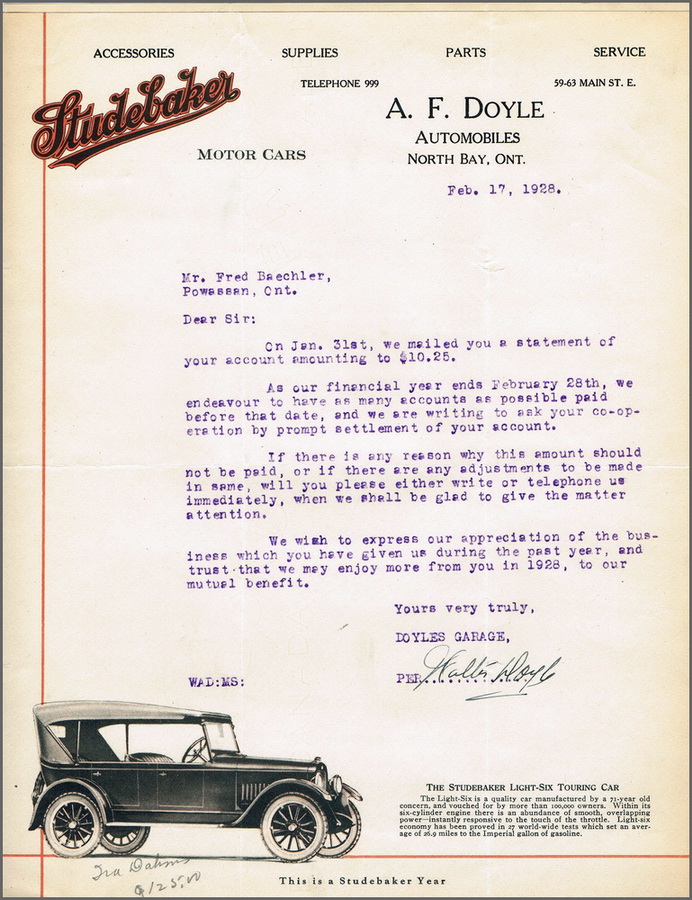 ACCESSORIES SUPPLIES PARTS SERVICE
Studebaker
TELEPHONE 999 59-63 MAIN ST. E.
A. F. DOYLE
AUTOMOBILES
MOTOR CARS
NORTH BAY, ONT.
Feb. 17, 1928.
Mr. Fred Baechler,
Powassan, Ont.
Dear Sir:
On Jan. 31st, we mailed you a statement of
your account amounting to $10.25.
As our financial year ends February 28th, we
endeavour to have as many accounts as possible paid
before that date, and we are writing to ask your co-op-
eration by prompt settlement of your account.
If there is any reason why this amount should
not be paid, or if there are any adjustments to be made
in same, will you please either write or telephone us
immediately, when we shall be glad to give the matter
attention.
We wish to express our appreciation of the bus-
iness which you have given us during the past year, and
trust that we may enjoy more from you in 1928, to our
mutual benefit.
Yours very truly,
DOYLES GARAGE,
WAD:MS: PER Walter Doyle
THE STUDEBAKER LIGHT-SIX TOURING CAR
The Light-Six is a quality car manufactured by a 71-year old
concern, and vouched for by more than 100,000 owners. Within its
six-cylinder engine there is an abundance of smooth, overlapping
power—instantly responsive to the touch of the throttle. Light-six
economy has been proved in 27 world-wide tests which set an aver-
age of 26.9 miles to the Imperial gallon of gasoline.
Ira
125.00
This is a Studebaker Year